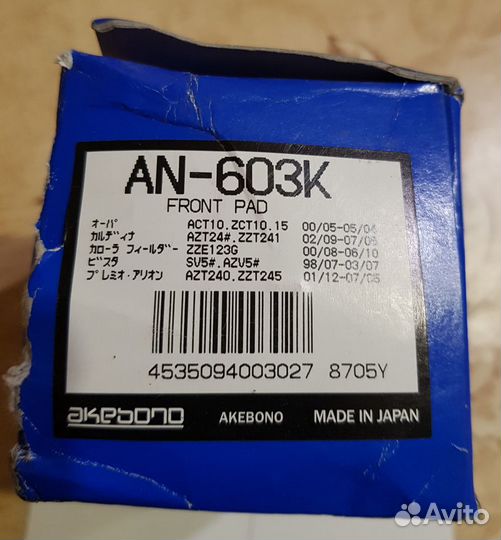 AN-603K
FRONT PAD
オーパ ACT10.ZCT10.15 00/05-05/04
カルディナ AZT24#.ZZT241 02/09-07/06
カローラ フィールダー ZZE123G 00/08-06/10
ビスタ SV5#.AZV5# 98/07-03/07
プレミオ・アリオン AZT240.ZZT245 01/12-07/05
4535094003027 8705Y
akebono AKEBONO MADE IN JAPAN
Avito